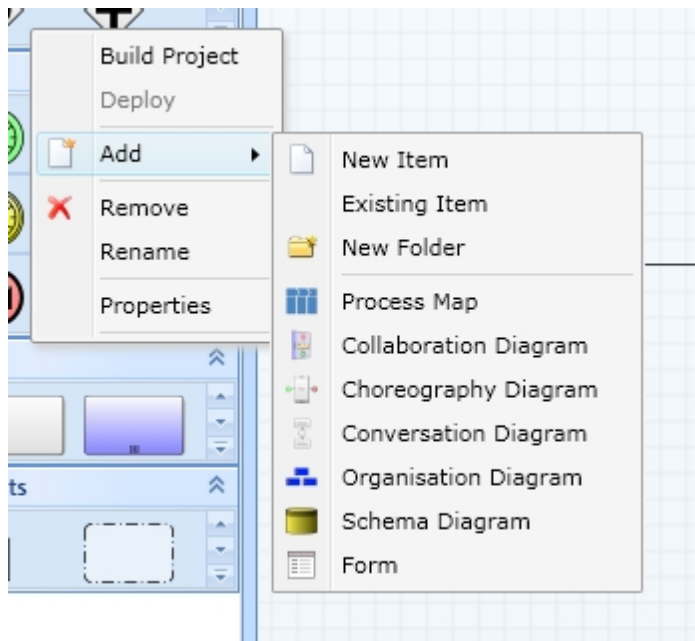 Build Project
Deploy
Add
Remove
Rename
Properties
New Item
Existing Item
New Folder
Process Map
Collaboration Diagram
Choreography Diagram
Conversation Diagram
Organisation Diagram
Schema Diagram
Form
ts